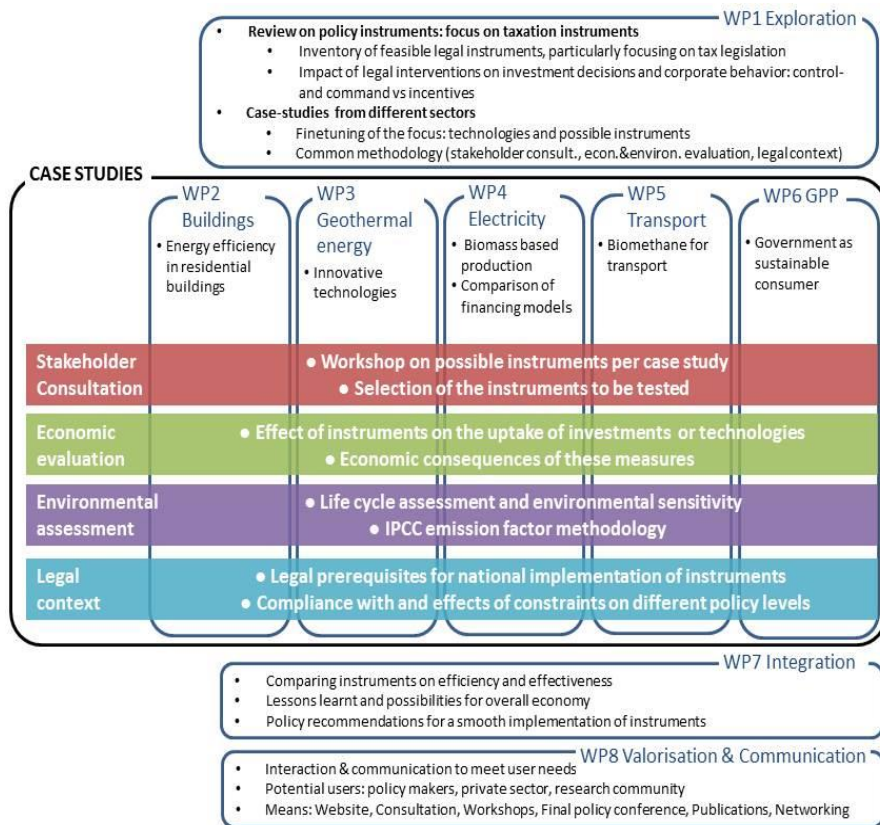 WP1 Exploration
• Review on policy instruments: focus on taxation instruments
• Inventory of feasible legal instruments, particularly focusing on tax legislation
• Impact of legal interventions on investment decisions and corporate behavior: control-
and command vs incentives
• Case-studies from different sectors
• Finetuning of the focus: technologies and possible instruments
• Common methodology (stakeholder consult., econ.&environ. evaluation, legal context)
CASE STUDIES
WP2
Buildings
• Energy efficiency
in residential
buildings
WP3
Geothermal
energy
• Innovative
technologies
WP4
Electricity
• Biomass based
production
• Comparison of
financing models
WP5
Transport
• Biomethane for
transport
WP6 GPP
• Government as
sustainable
consumer
Stakeholder
Consultation
● Workshop on possible instruments per case study
● Selection of the instruments to be tested
Economic
evaluation
● Effect of instruments on the uptake of investments or technologies
● Economic consequences of these measures
Environmental
assessment
● Life cycle assessment and environmental sensitivity
● IPCC emission factor methodology
Legal
context
● Legal prerequisites for national implementation of instruments
● Compliance with and effects of constraints on different policy levels
WP7 Integration
• Comparing instruments on efficiency and effectiveness
• Lessons learnt and possibilities for overall economy
• Policy recommendations for a smooth implementation of instruments
WP8 Valorisation & Communication
• Interaction & communication to meet user needs
• Potential users: policy makers, private sector, research community
• Means: Website, Consultation, Workshops, Final policy conference, Publications, Networking